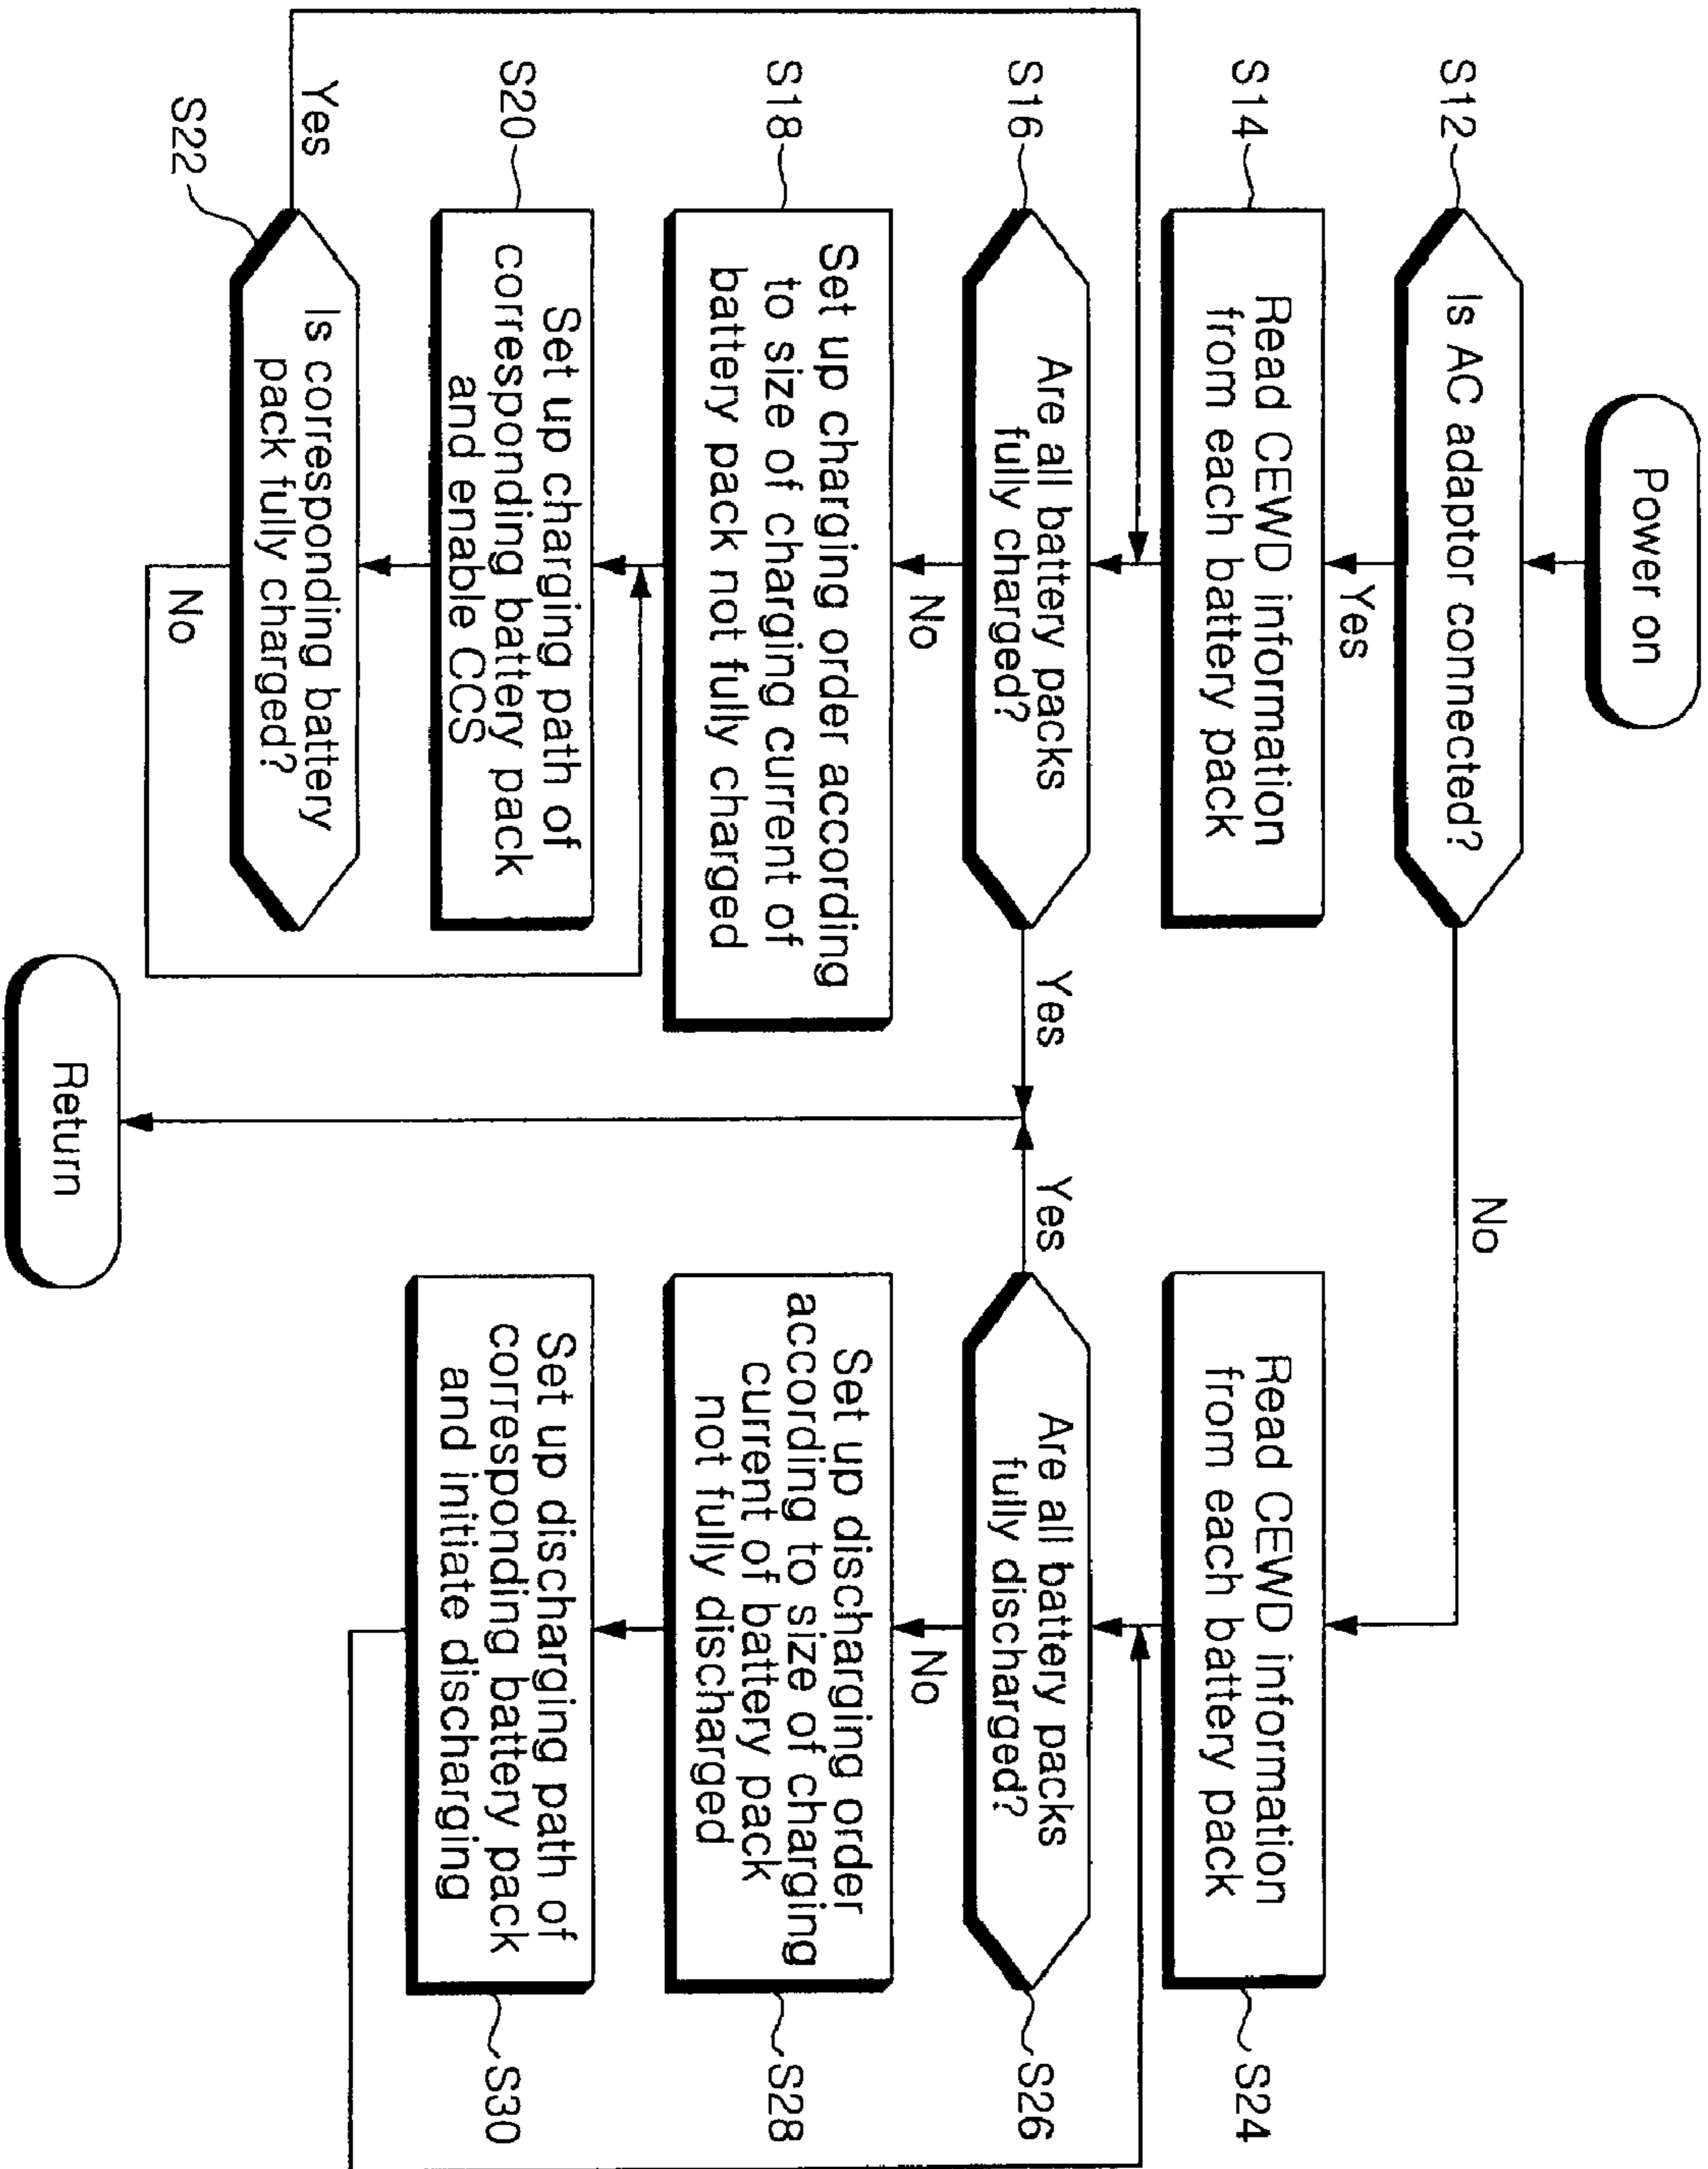 Power on
S12
Is AC adaptor connected?
No
Yes
S14
Read CEWD information
from each battery pack
S16
Are all battery packs
fully charged?
Yes
No
S18
Set up charging order according
to size of charging current of
battery pack not fully charged
S20
Set up charging path of
corresponding battery pack
and enable CCS
Yes
S22
Is corresponding battery
pack fully charged?
No
Read CEWD information
from each battery pack
S24
Yes
Are all battery packs
fully discharged?
S26
No
Set up discharging order
according to size of charging
current of battery pack
not fully discharged
S28
Set up discharging path of
corresponding battery pack
and initiate discharging
S30
Return